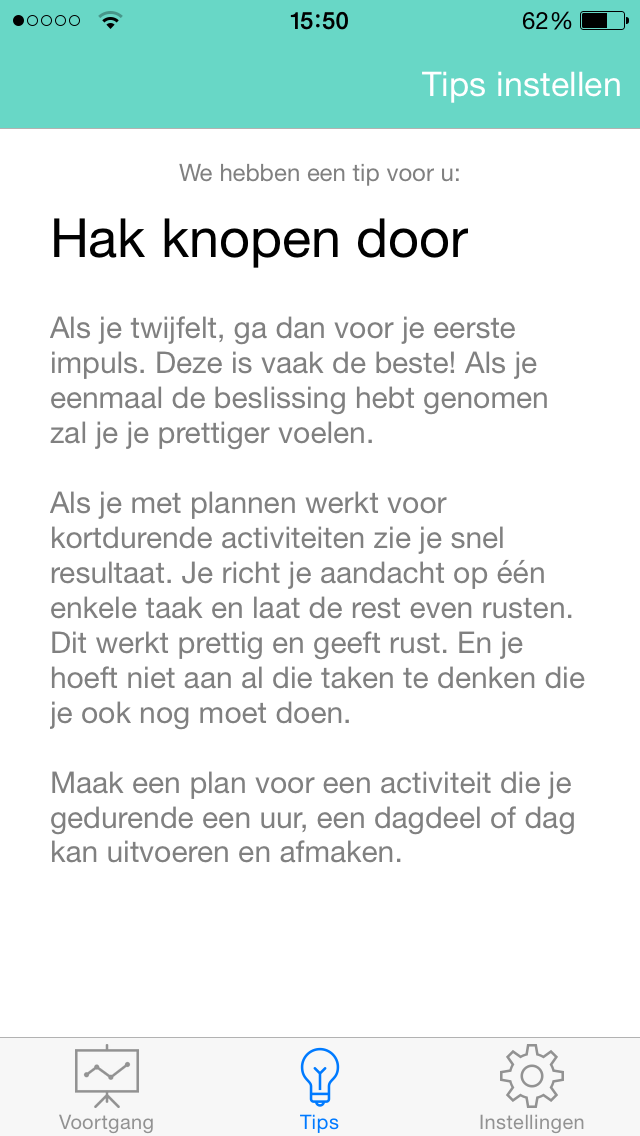 15:50
62%
Tips instellen
We hebben een tip voor u:
Hak knopen door
Als je twijfelt, ga dan voor je eerste
impuls. Deze is vaak de beste! Als je
eenmaal de beslissing hebt genomen
zal je je prettiger voelen.
Als je met plannen werkt voor
kortdurende activiteiten zie je snel
resultaat. Je richt je aandacht op één
enkele taak en laat de rest even rusten.
Dit werkt prettig en geeft rust. En je
hoeft niet aan al die taken te denken die
je ook nog moet doen.
Maak een plan voor een activiteit die je
gedurende een uur, een dagdeel of dag
kan uitvoeren en afmaken.
Voortgang
Tips
Instellingen